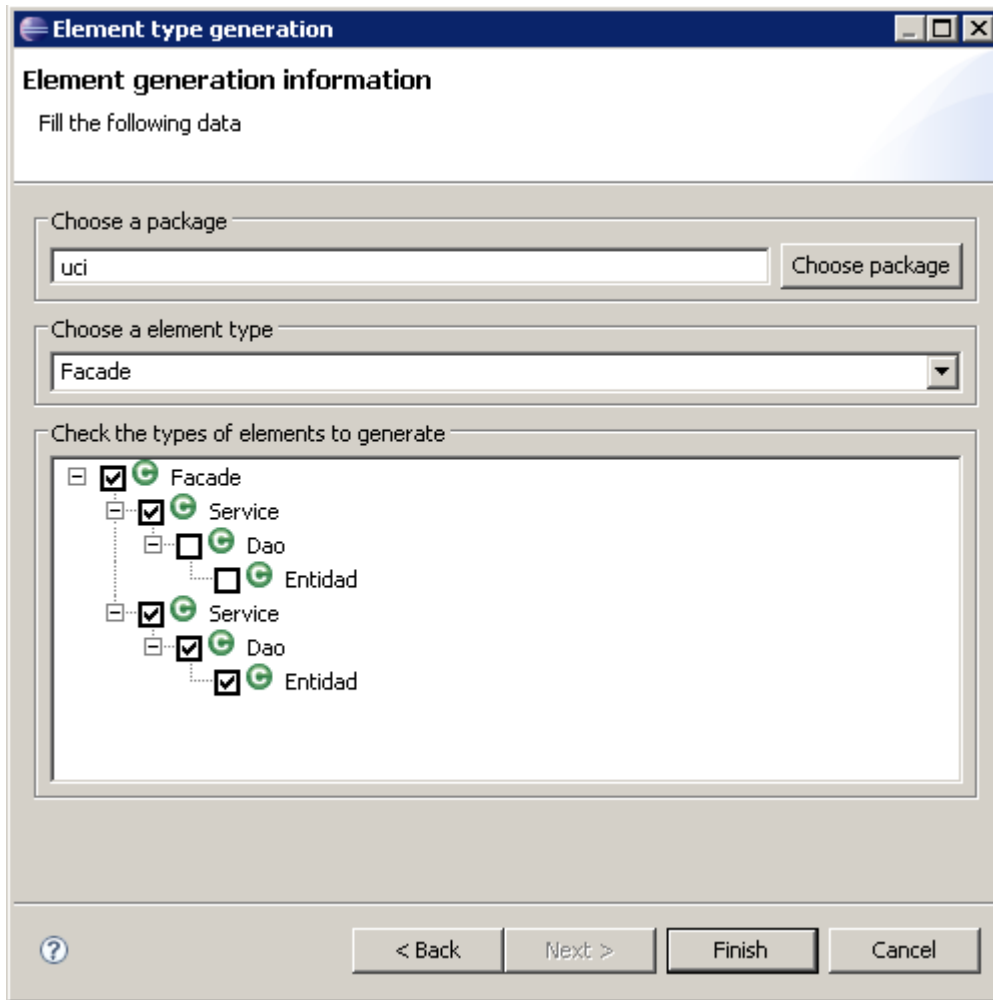 Element type generation
Element generation information
Fill the following data
Choose a package
uci
Choose package
Choose a element type
Facade
Check the types of elements to generate
Facade
Service
Dao
Entidad
Service
Dao
Entidad
< Back
Next >
Finish
Cancel